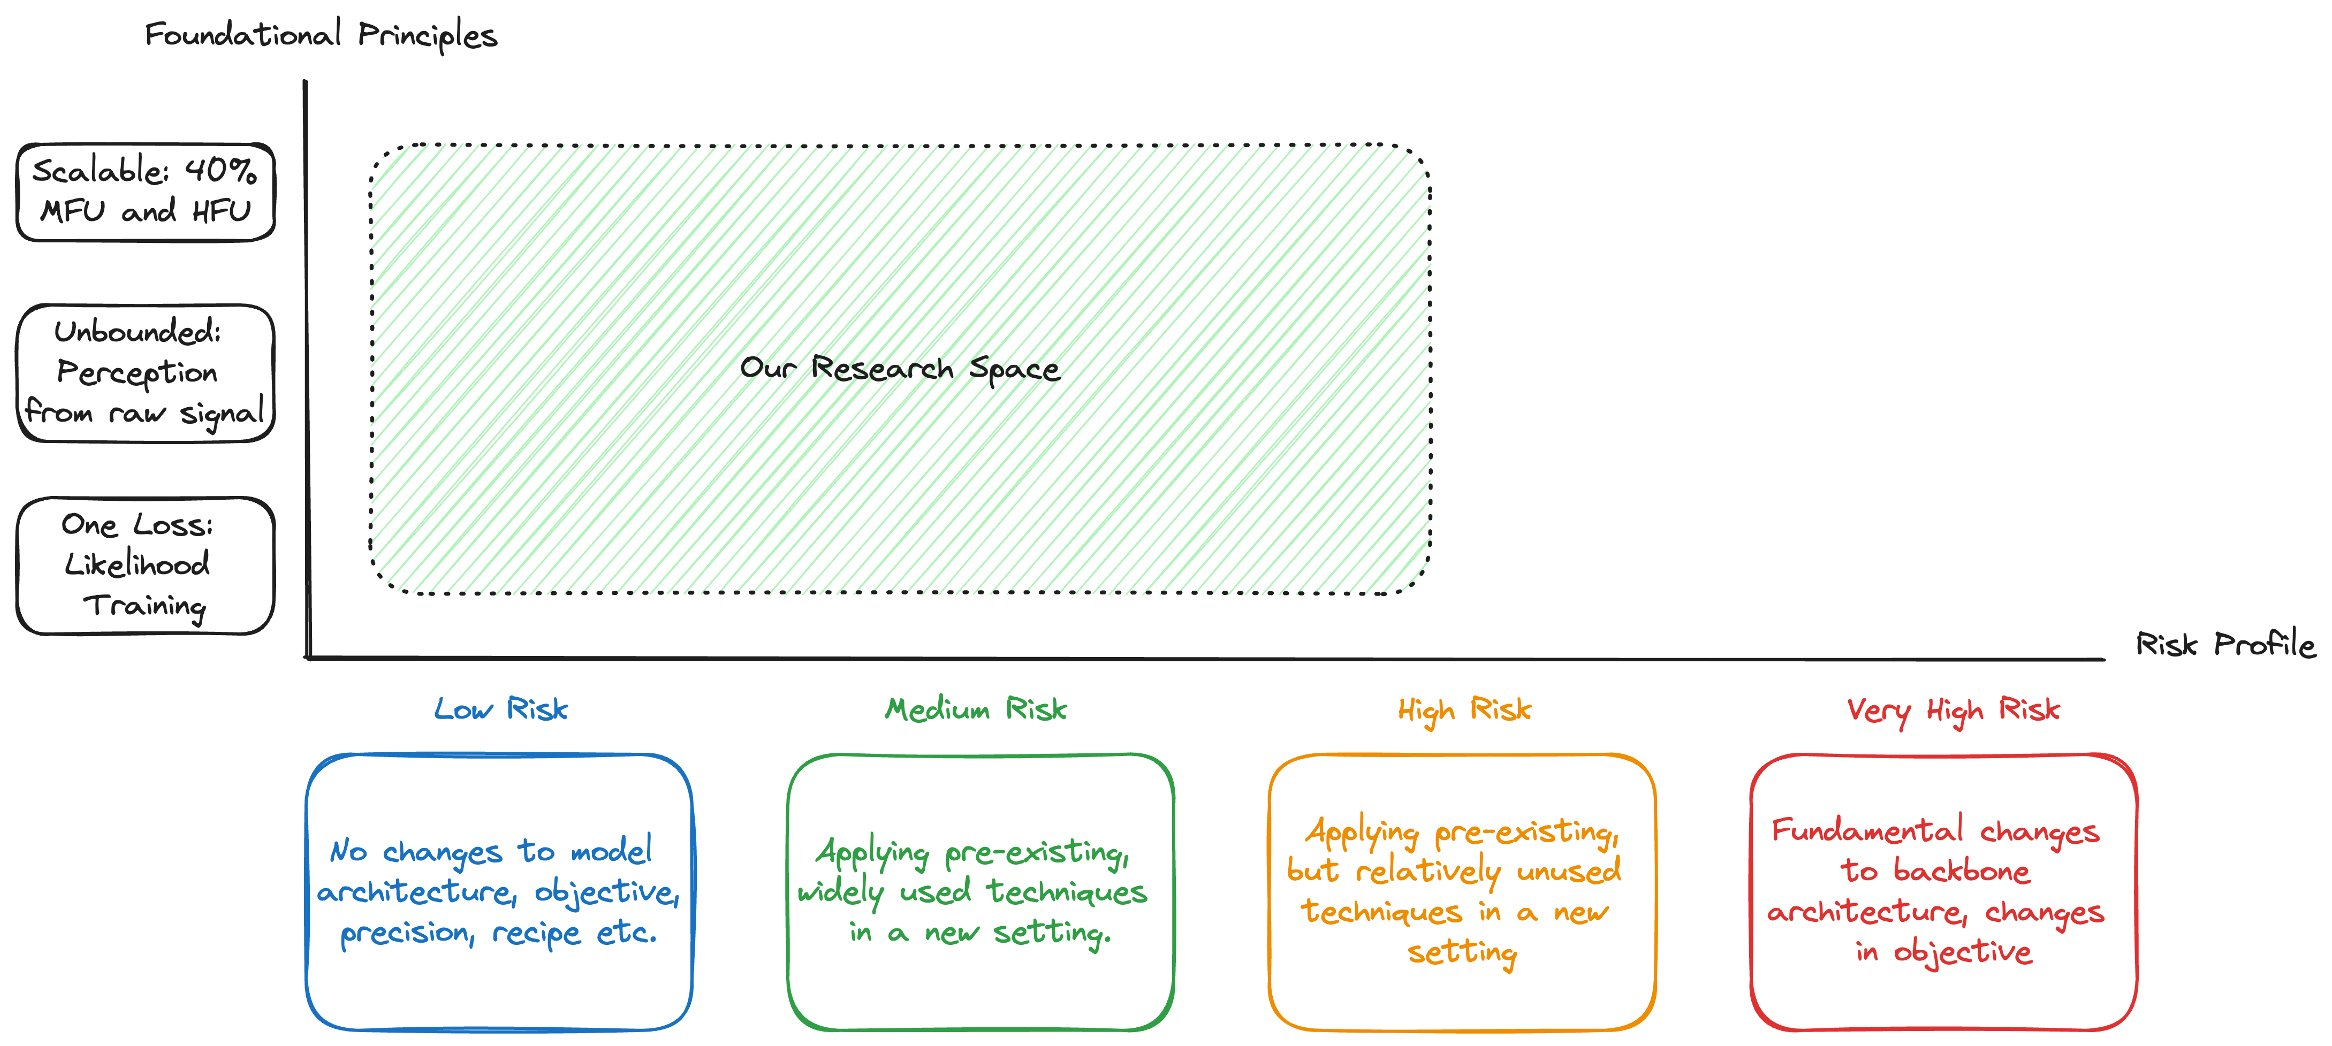 Foundational Principles
Scalable: 40%
MFU and HFU
Unbounded:
Perception
from raw signal
One Loss:
Likelihood
Training
Our Research Space
Risk Profile
Low Risk
Medium Risk
High Risk
Very High Risk
No changes to model
architecture, objective,
precision, recipe etc.
Applying pre-existing,
widely used techniques
in a new setting.
Applying pre-existing,
but relatively unused
techniques in a new
setting
Fundamental changes
to backbone
architecture, changes
in objective